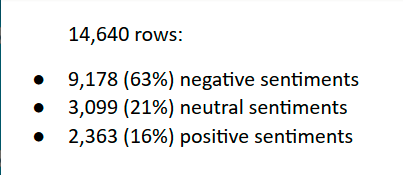 14,640 rows:
● 9,178 (63%) negative sentiments
● 3,099 (21%) neutral sentiments
● 2,363 (16%) positive sentiments